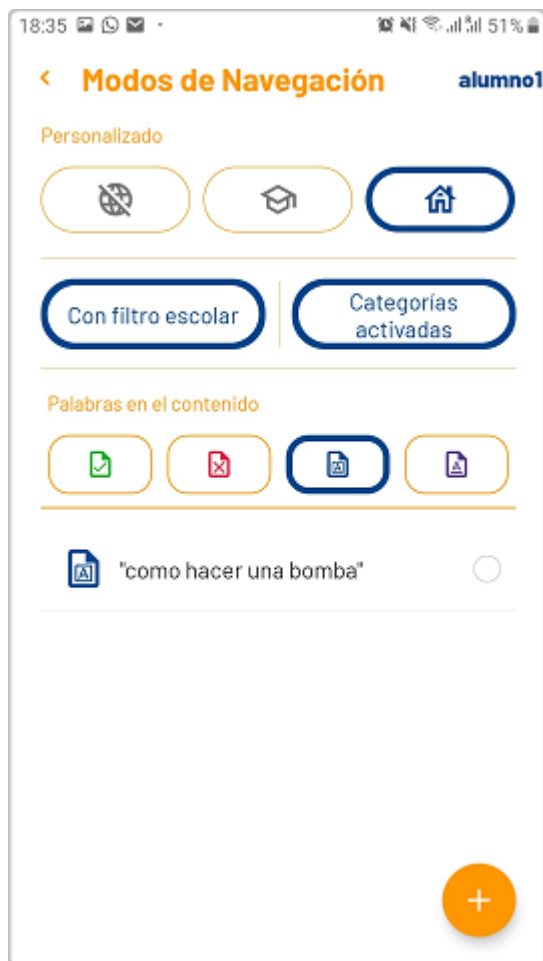 18:35
51%
Modos de Navegación
alumno1
Personalizado
Con filtro escolar
Categorías
activadas
Palabras en el contenido
"como hacer una bomba"